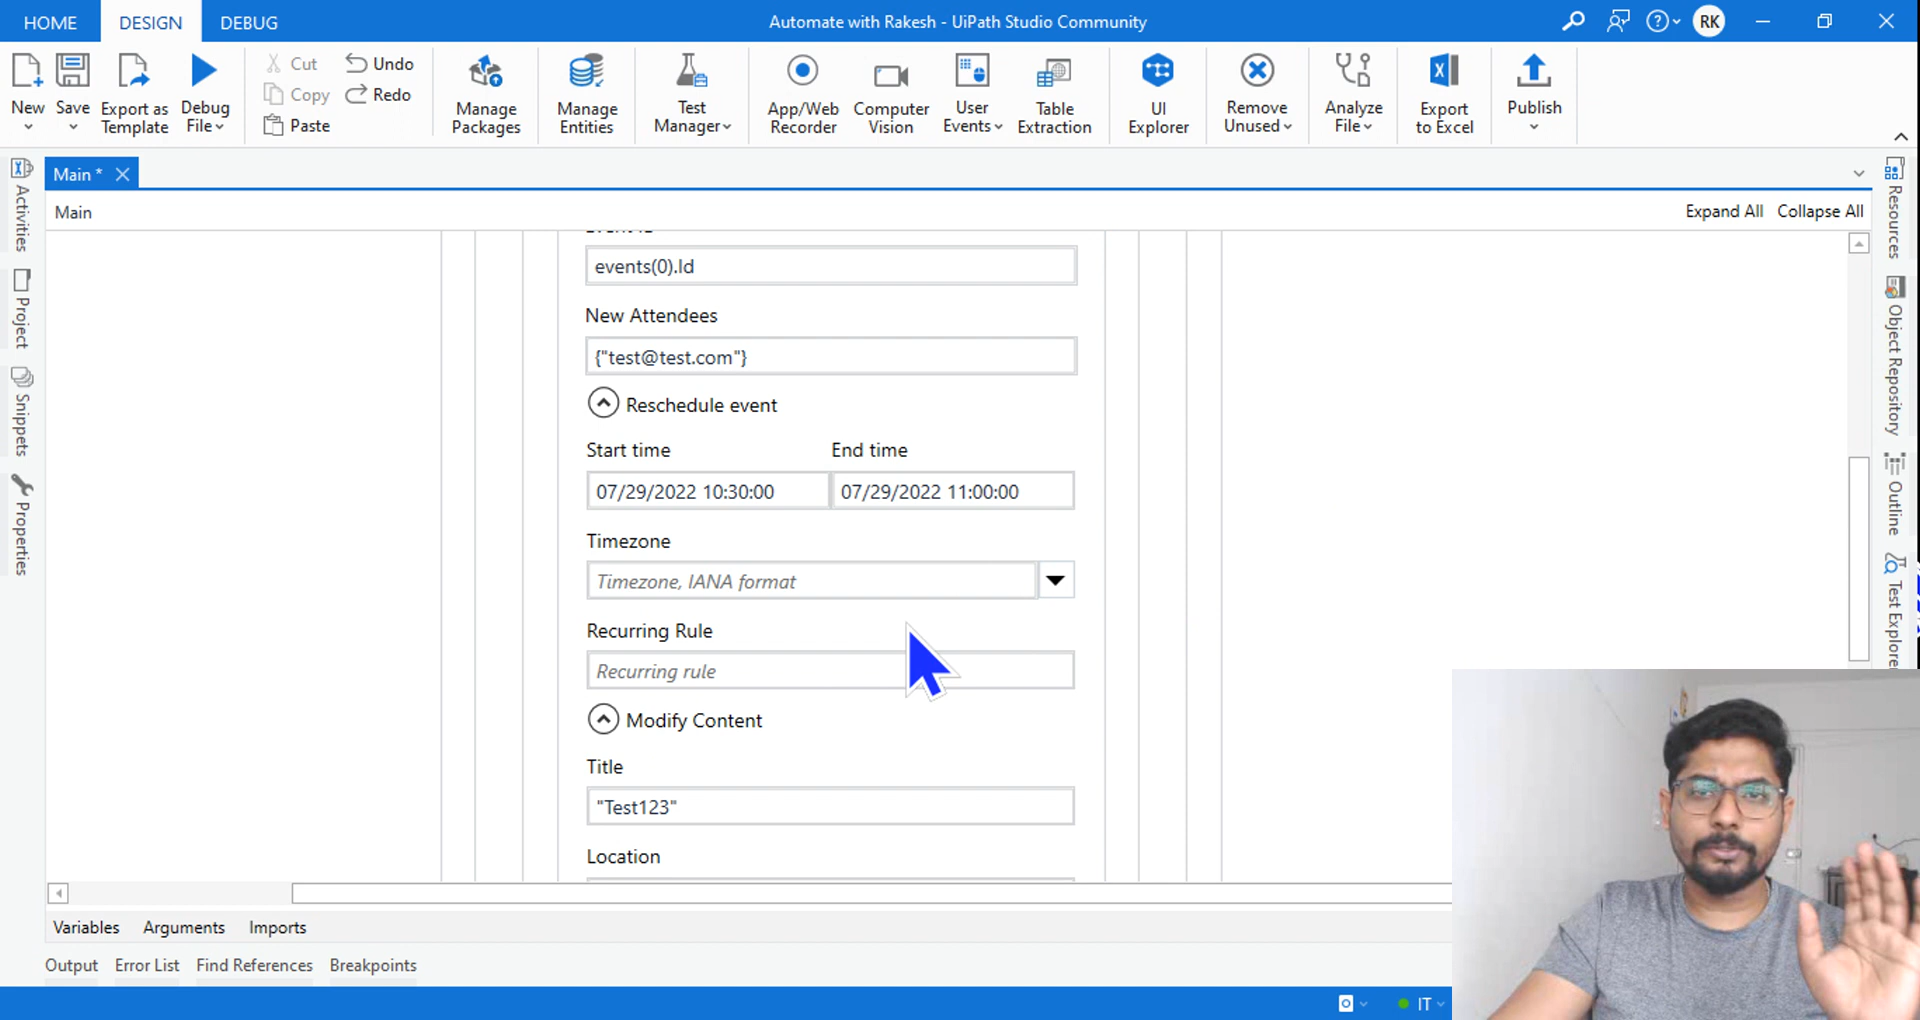 HOME DESIGN DEBUG Automate with Rakesh - UiPath Studio Community RK
New Save Export as Template Debug File
Cut Undo
Copy Redo
Paste
Manage Packages
Manage Entities
Test Manager
App/Web Recorder
Computer Vision
User Events
Table Extraction
UI Explorer
Remove Unused
Analyze File
Export to Excel
Publish
Main *
Main Expand All Collapse All
Activities
Project
Snippets
Properties
events(0).Id
New Attendees
{"test@test.com"}
Reschedule event
Start time End time
07/29/2022 10:30:00 07/29/2022 11:00:00
Timezone
Timezone, IANA format
Recurring Rule
Recurring rule
Modify Content
Title
"Test123"
Location
Resources
Object Repository
Outline
Test Explorer
Variables Arguments Imports
Output Error List Find References Breakpoints
IT